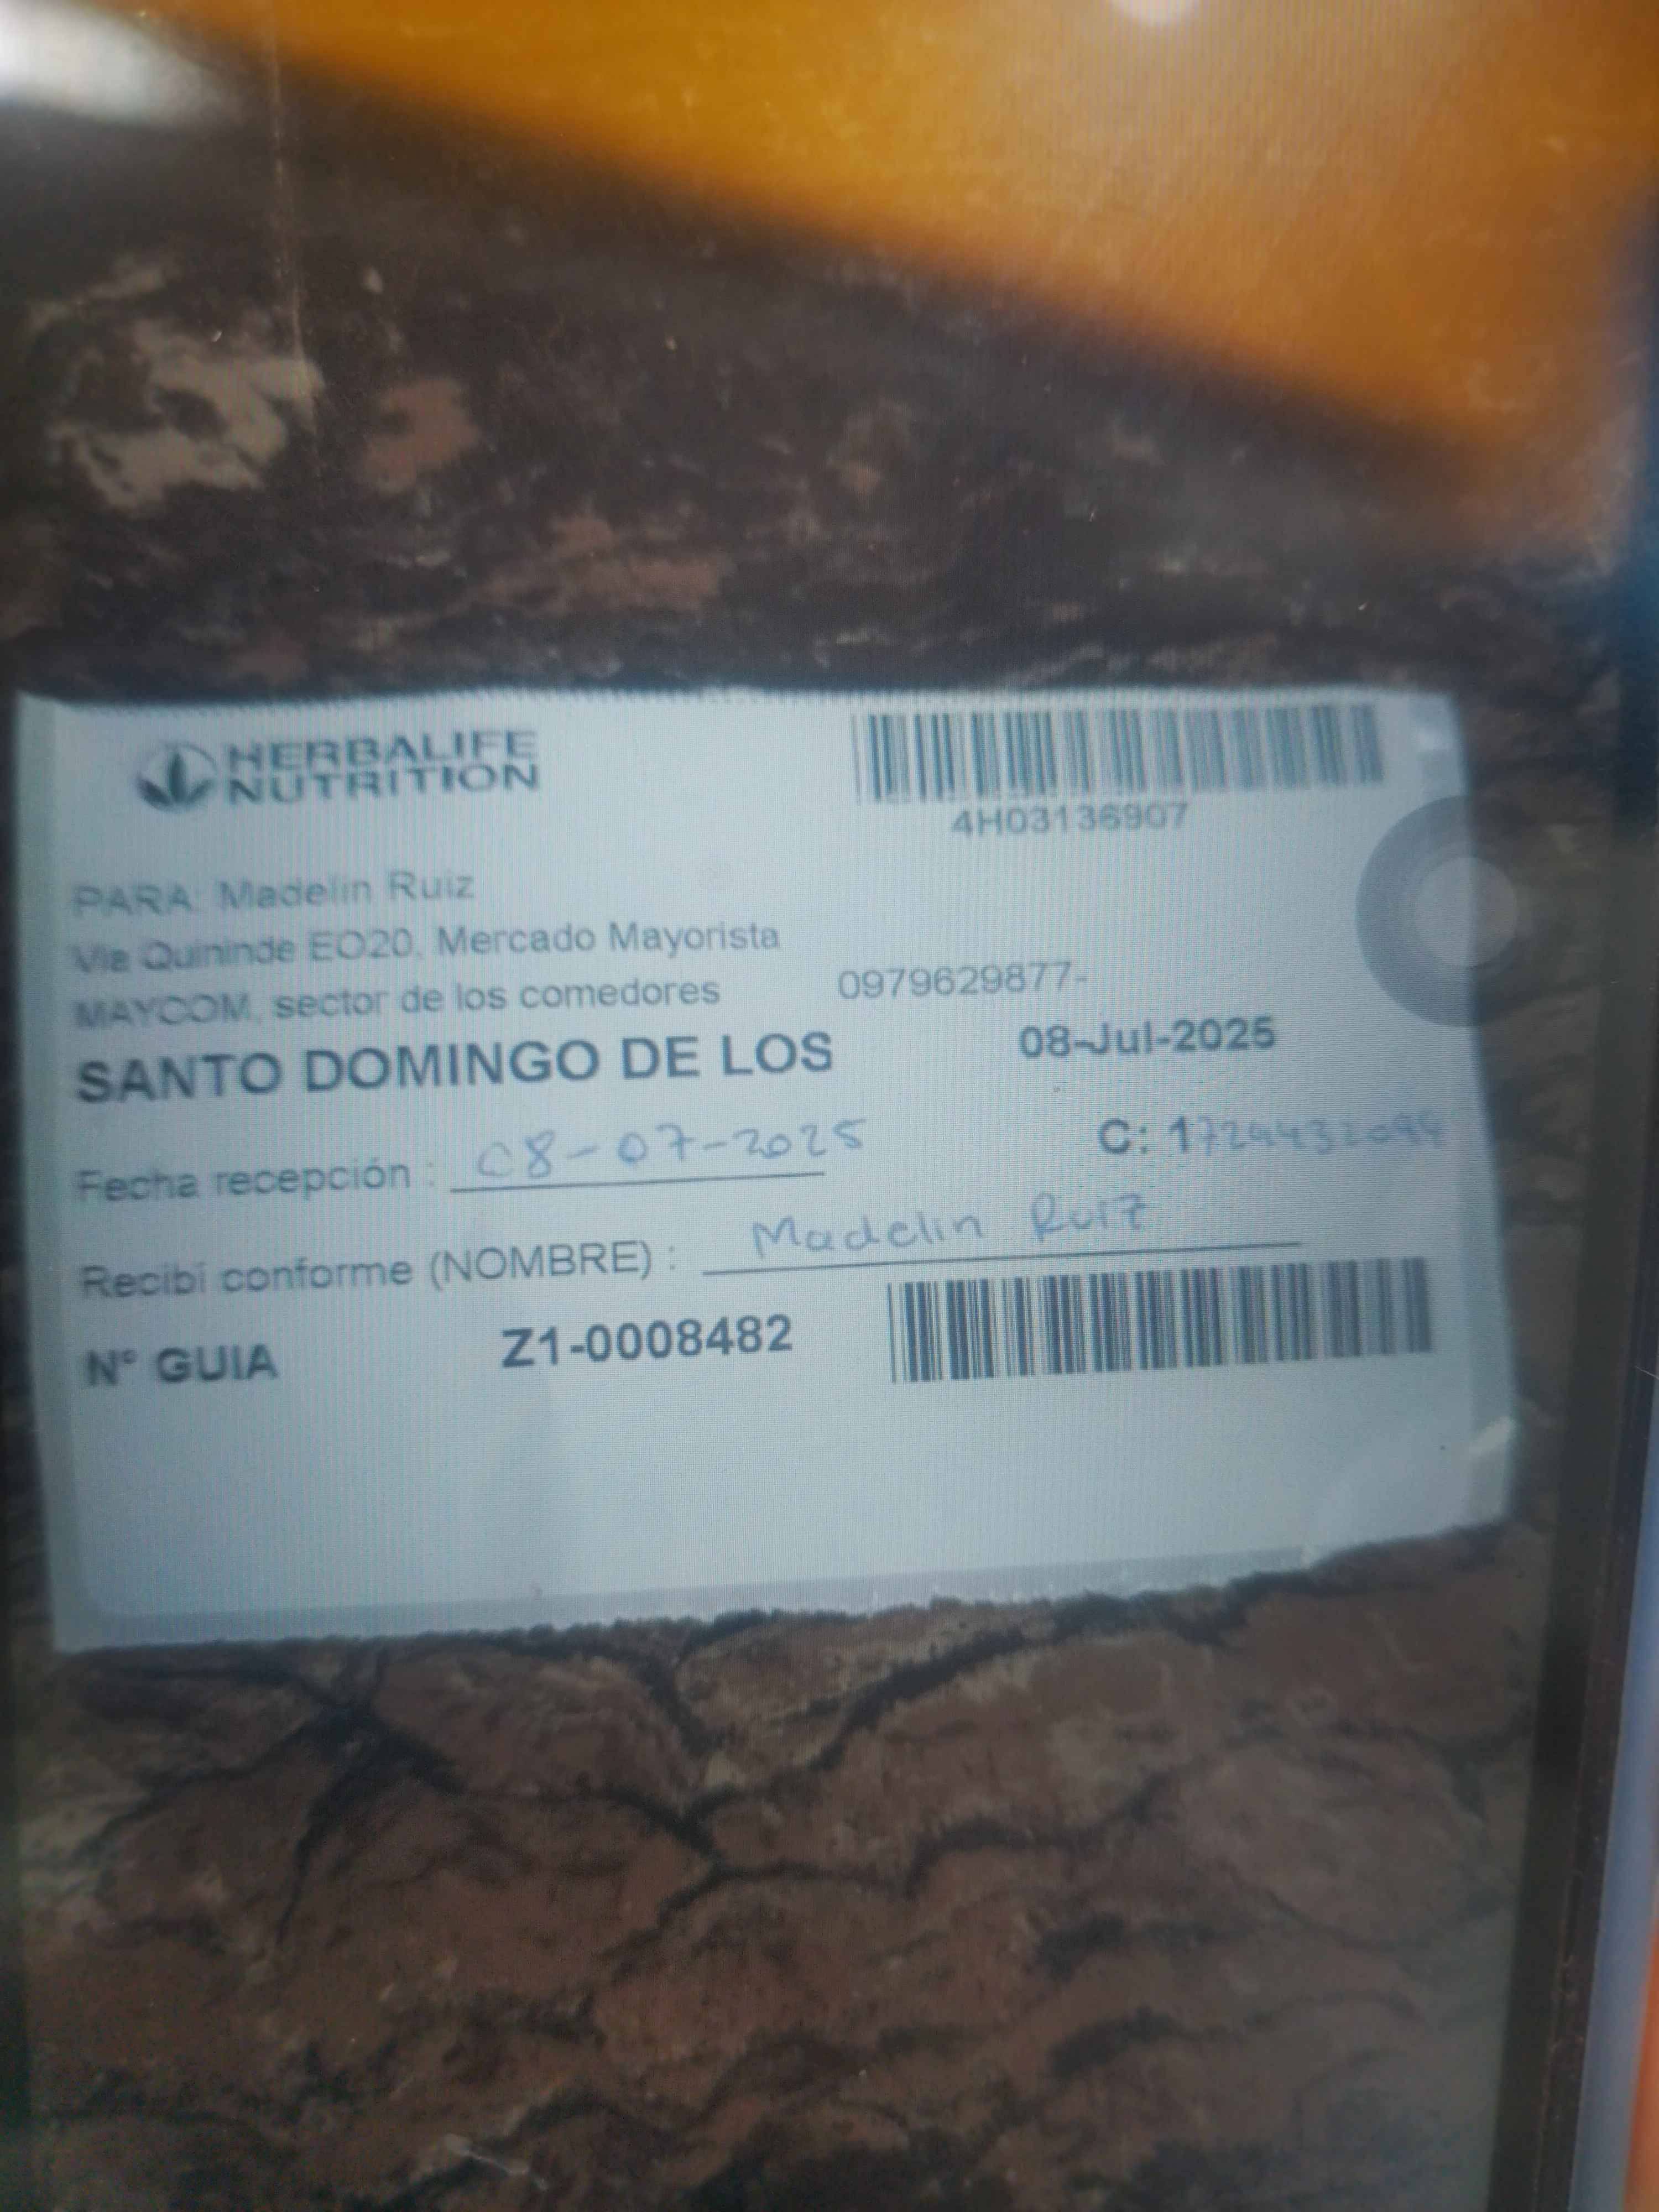 HERBALIFE
NUTRITION
4H03136907
PARA: Madelin Ruiz
Via Quininde EO20, Mercado Mayorista
MAYCOM, sector de los comedores 0979629877-
SANTO DOMINGO DE LOS 08-Jul-2025
Fecha recepción : 08-07-2025 C:
Recibí conforme (NOMBRE) : Madelin Ruiz
N° GUIA Z1-0008482